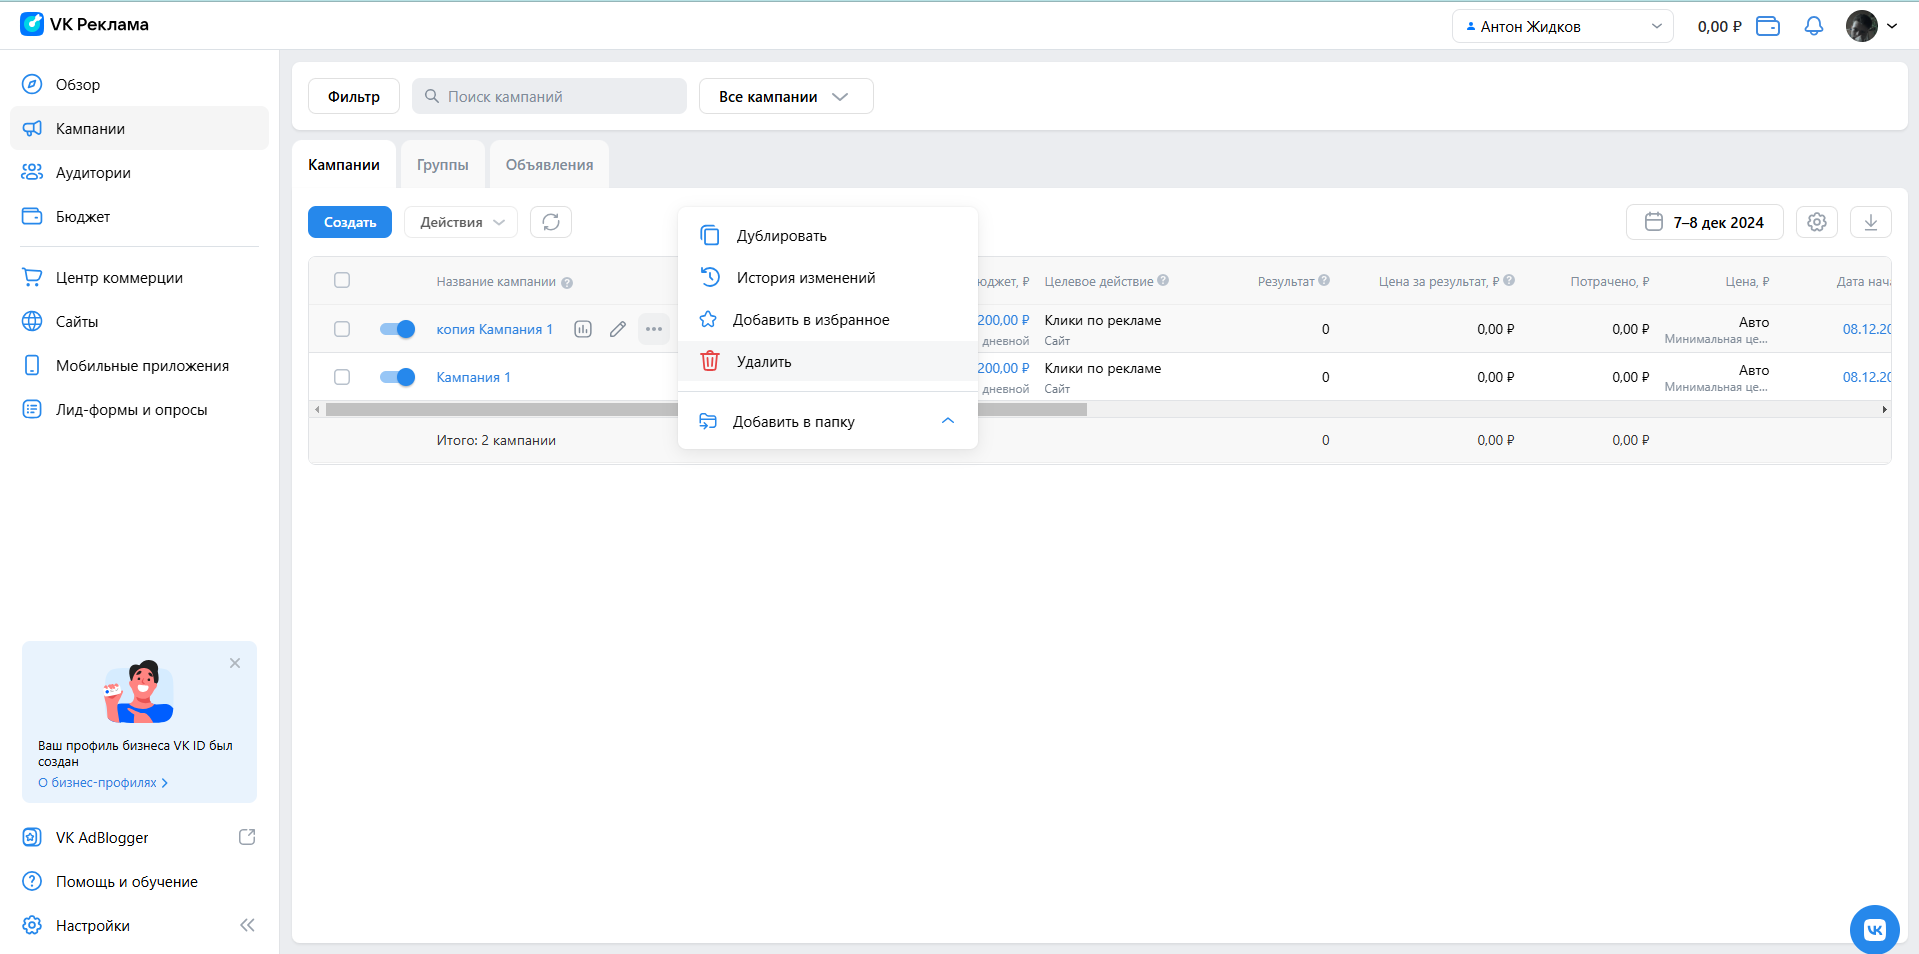 VK Реклама
Антон Жидков
0,00 ₽
Обзор
Кампании
Аудитории
Бюджет
Центр коммерции
Сайты
Мобильные приложения
Лид-формы и опросы
Ваш профиль бизнеса VK ID был
создан
О бизнес-профилях
VK AdBlogger
Помощь и обучение
Настройки
Фильтр
Поиск кампаний
Все кампании
Кампании
Группы
Объявления
Создать
Действия
7–8 дек 2024
Название кампании
юджет, ₽
Целевое действие
Результат
Цена за результат, ₽
Потрачено, ₽
Цена, ₽
Дата нач
копия Кампания 1
200,00 ₽
дневной
Клики по рекламе
Сайт
0
0,00 ₽
0,00 ₽
Авто
Минимальная це...
08.12.20
Кампания 1
200,00 ₽
дневной
Клики по рекламе
Сайт
0
0,00 ₽
0,00 ₽
Авто
Минимальная це...
08.12.20
Итого: 2 кампании
0
0,00 ₽
0,00 ₽
Дублировать
История изменений
Добавить в избранное
Удалить
Добавить в папку